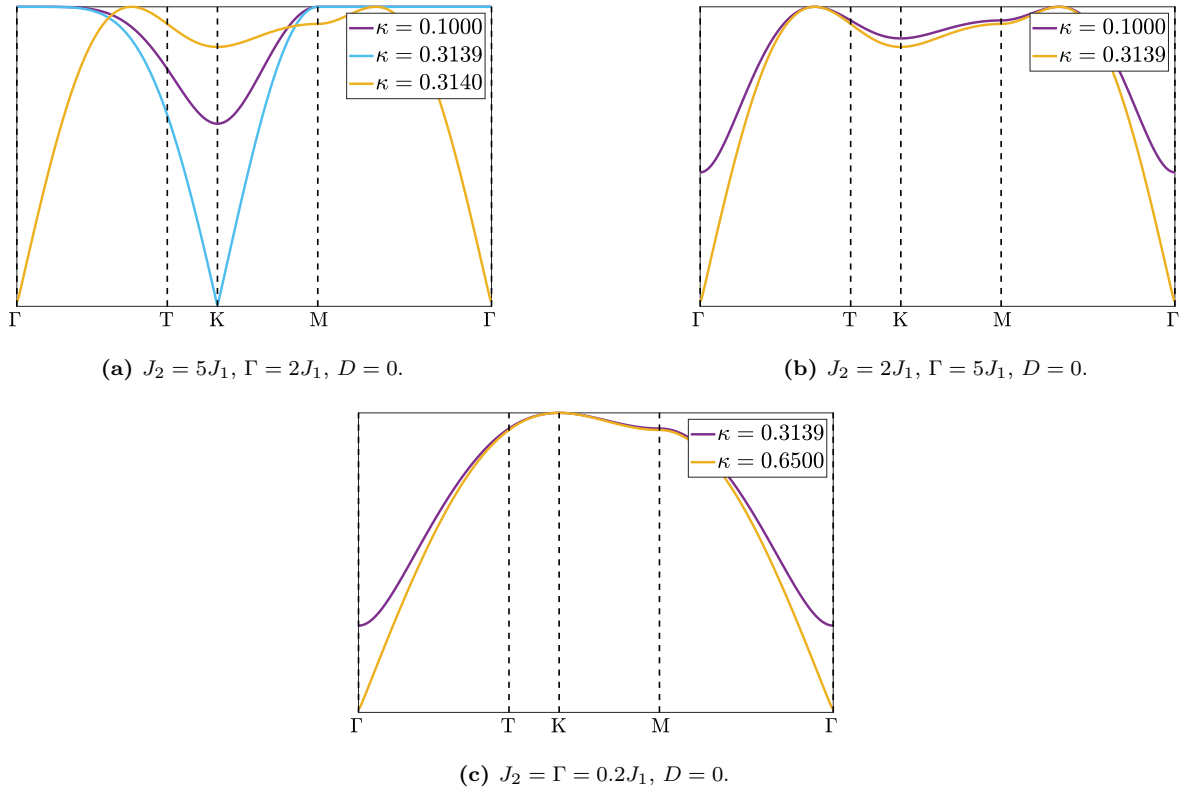 κ = 0.1000
κ = 0.3139
κ = 0.3140
Γ T K M Γ
(a) J₂ = 5J₁, Γ = 2J₁, D = 0.
κ = 0.1000
κ = 0.3139
Γ T K M Γ
(b) J₂ = 2J₁, Γ = 5J₁, D = 0.
κ = 0.3139
κ = 0.6500
Γ T K M Γ
(c) J₂ = Γ = 0.2J₁, D = 0.